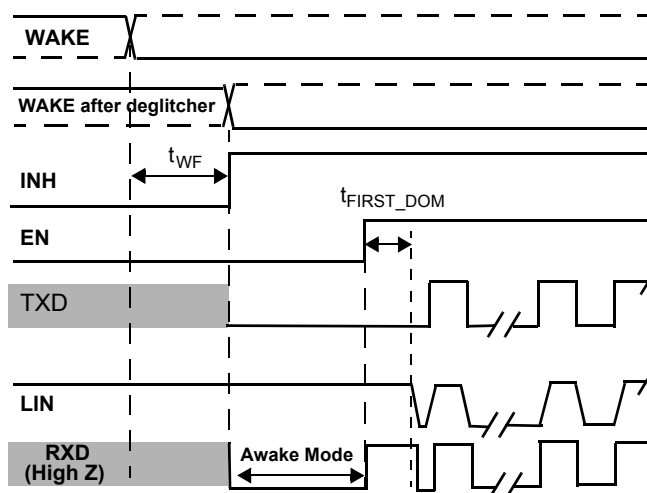 WAKE
WAKE after deglitcher
tWF
INH
tFIRST_DOM
EN
TXD
LIN
RXD
(High Z)
Awake Mode